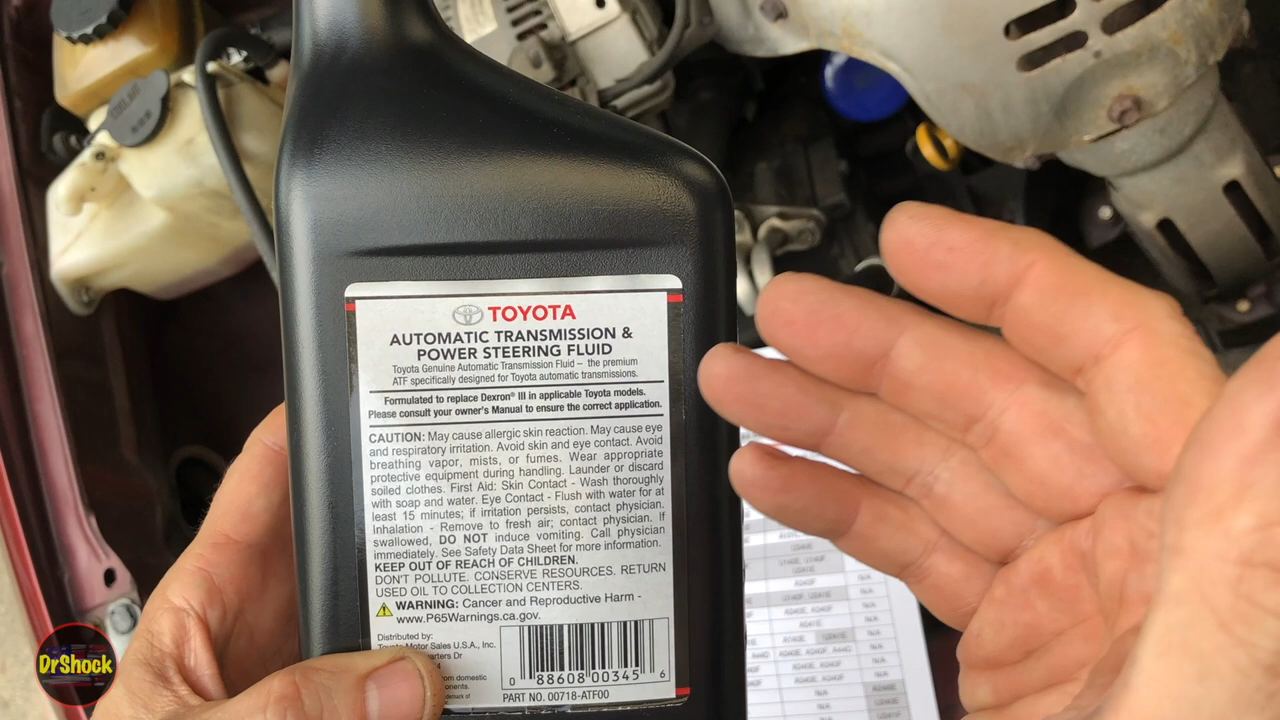 COOLANT
TOYOTA
AUTOMATIC TRANSMISSION &
POWER STEERING FLUID
Toyota Genuine Automatic Transmission Fluid – the premium
ATF specifically designed for Toyota automatic transmissions.
Formulated to replace Dexron® III in applicable Toyota models.
Please consult your owner's Manual to ensure the correct application.
CAUTION: May cause allergic skin reaction. May cause eye
and respiratory irritation. Avoid skin and eye contact. Avoid
breathing vapor, mists, or fumes. Wear appropriate
protective equipment during handling. Launder or discard
soiled clothes. First Aid: Skin Contact - Wash thoroughly
with soap and water. Eye Contact - Flush with water for at
least 15 minutes; if irritation persists, contact physician.
Inhalation - Remove to fresh air; contact physician. If
swallowed, DO NOT induce vomiting. Call physician
immediately. See Safety Data Sheet for more information.
KEEP OUT OF REACH OF CHILDREN.
DON'T POLLUTE. CONSERVE RESOURCES. RETURN
USED OIL TO COLLECTION CENTERS.
WARNING: Cancer and Reproductive Harm -
www.P65Warnings.ca.gov.
Distributed by:
Motor Sales U.S.A., Inc.
Dr
from domestic
0 88608 00345 6
PART NO. 00718-ATF00
DrShock